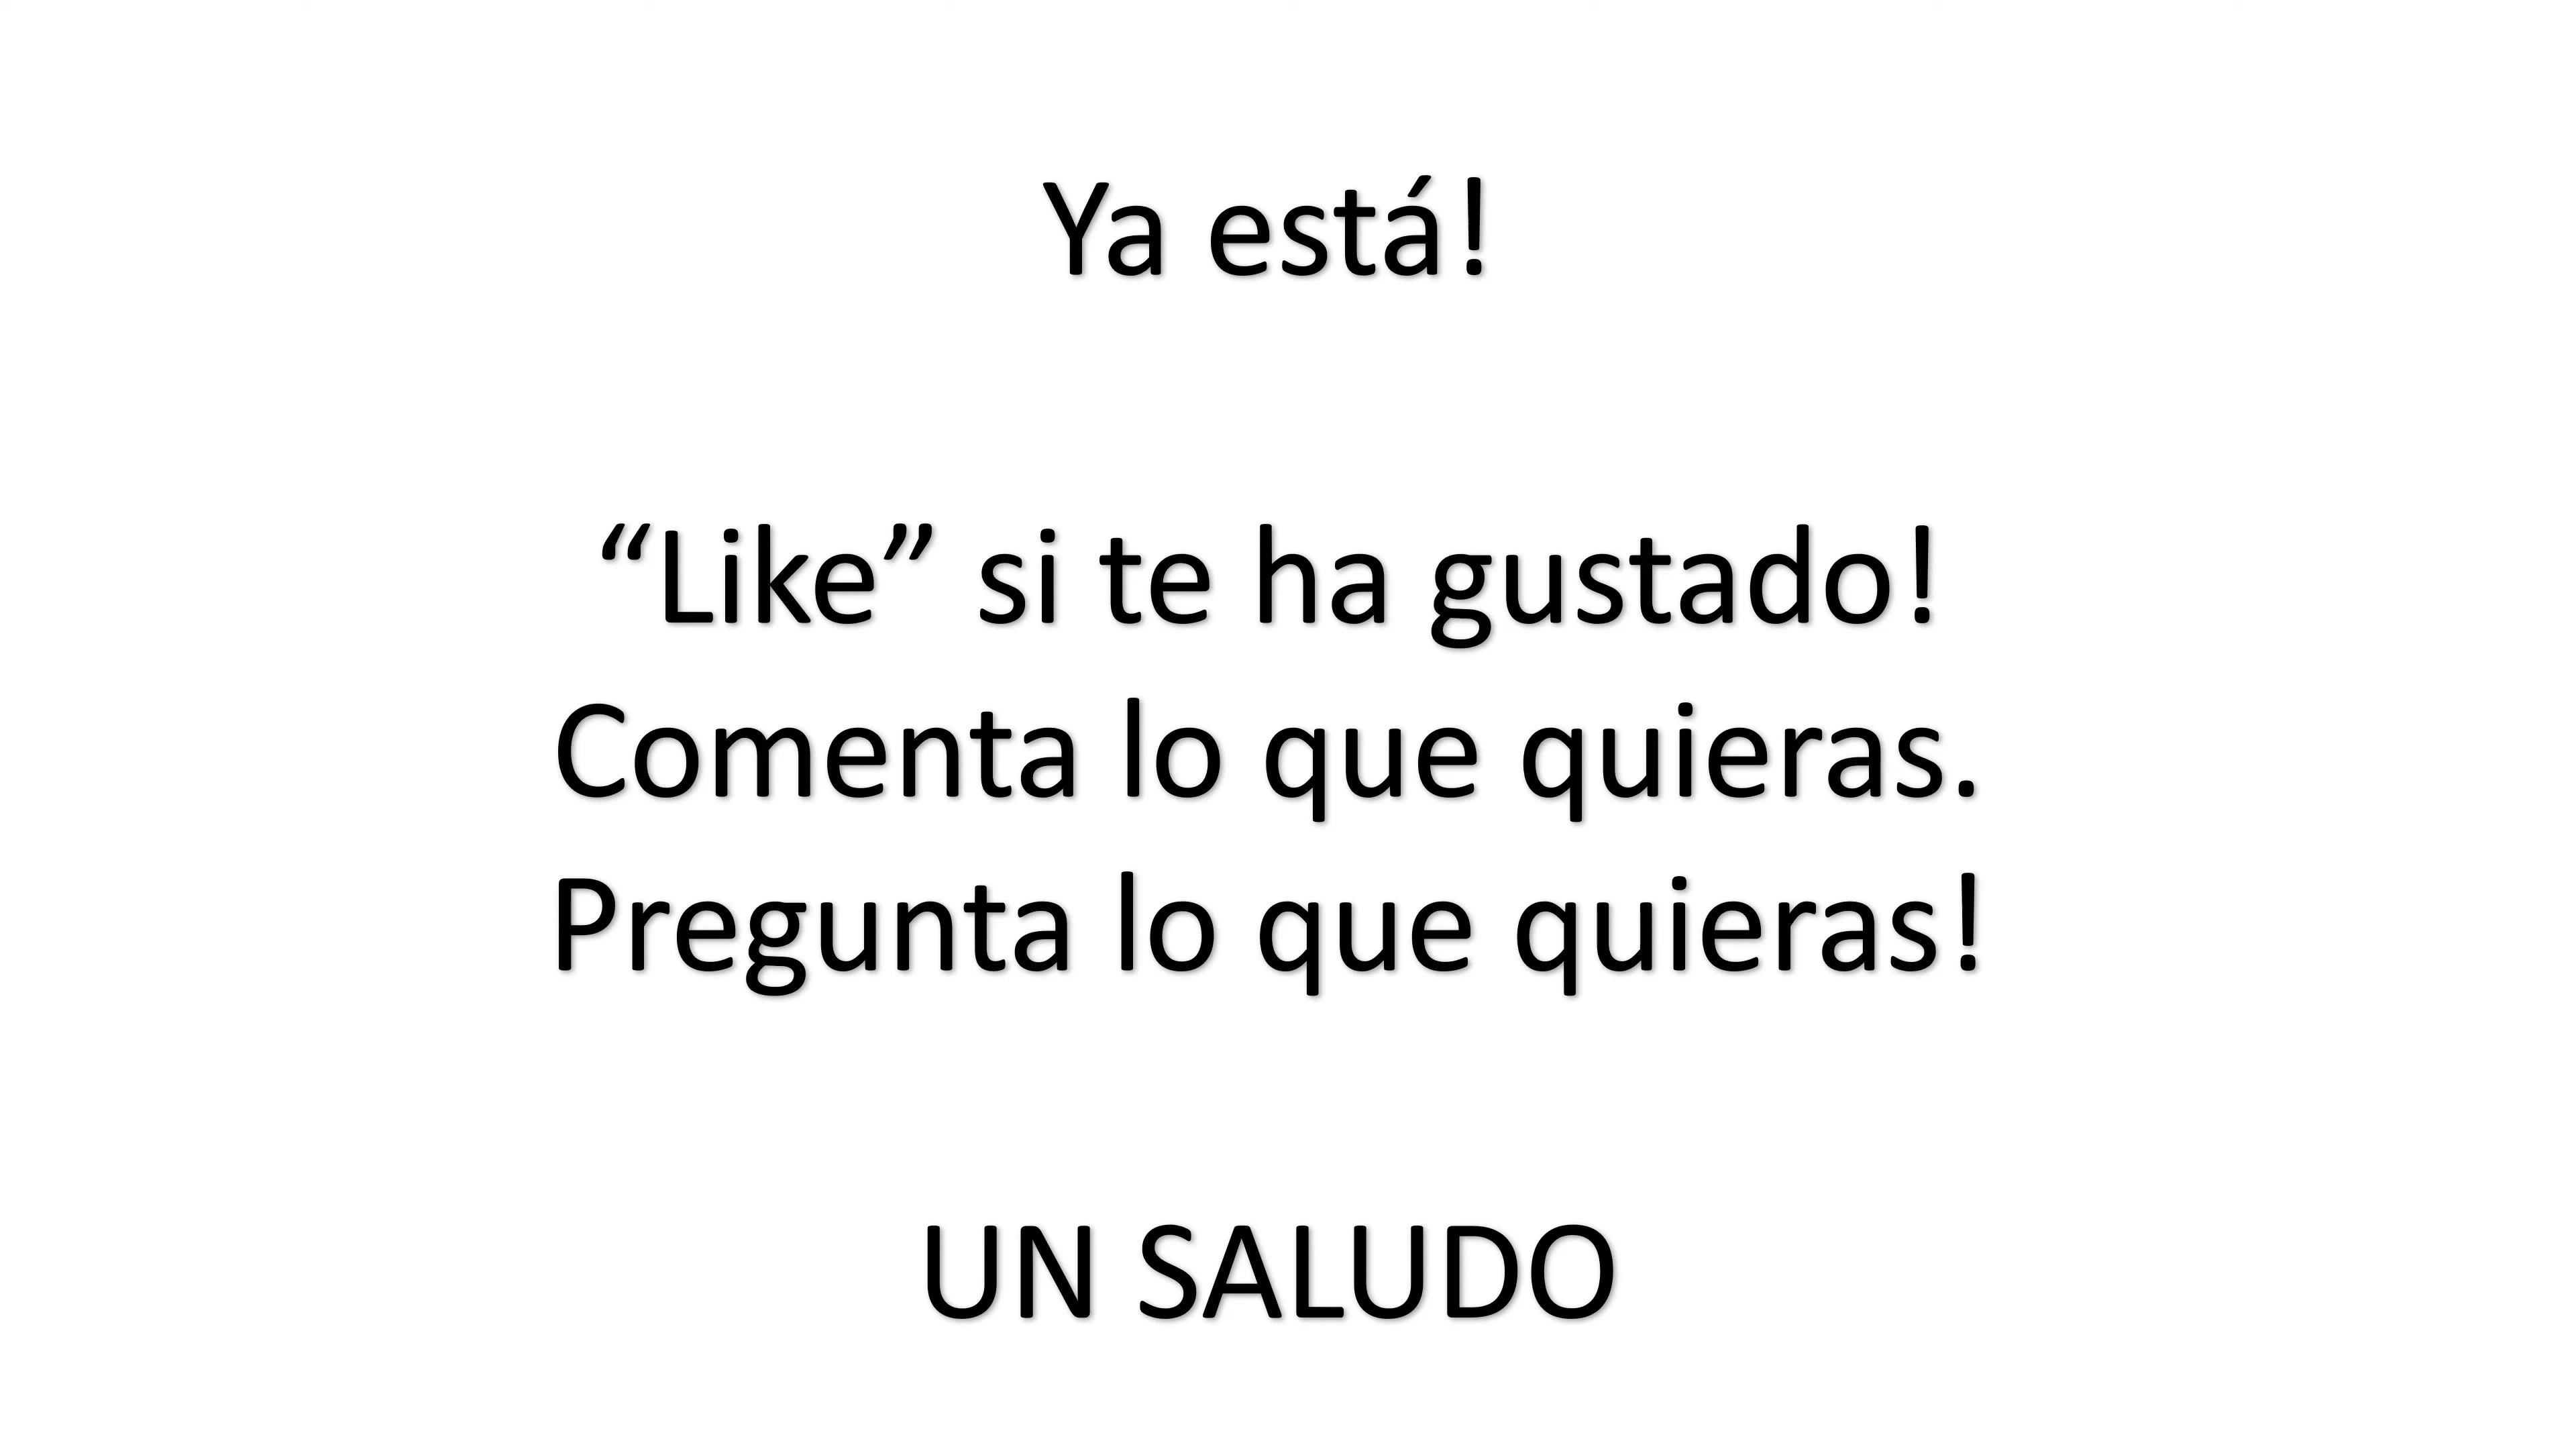 Ya está!
“Like” si te ha gustado!
Comenta lo que quieras.
Pregunta lo que quieras!
UN SALUDO